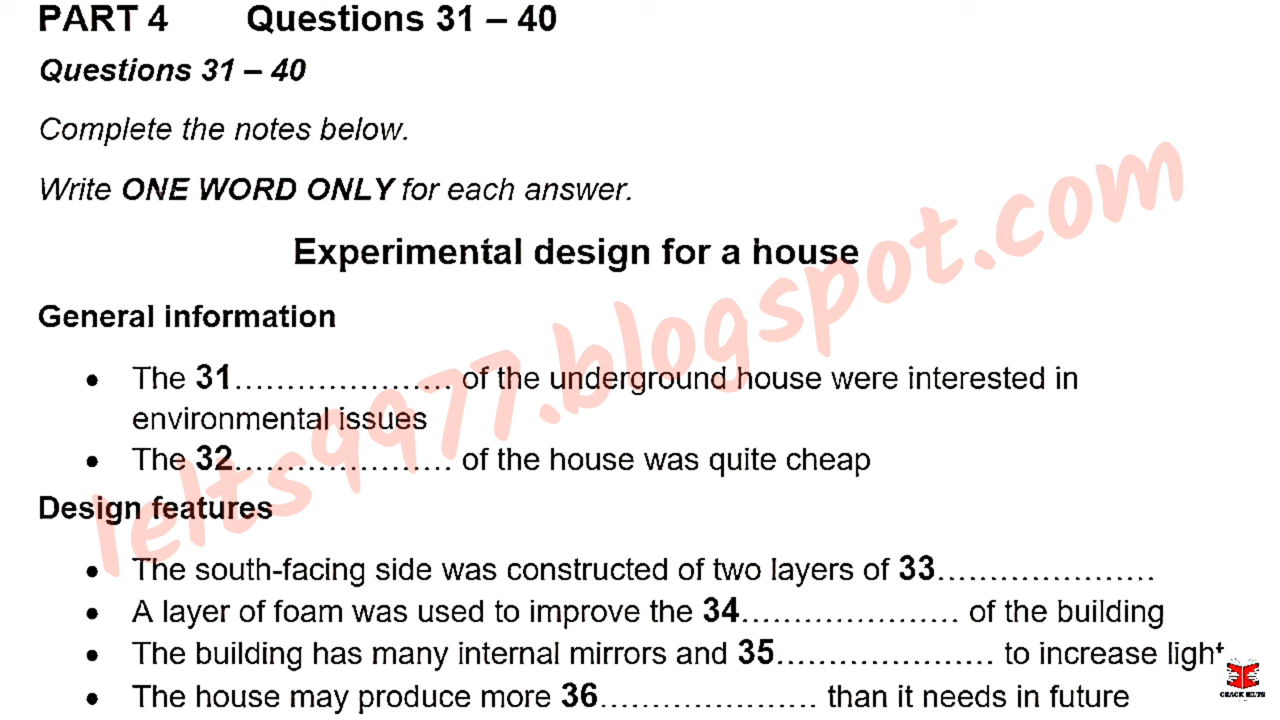 PART 4 Questions 31 – 40
Questions 31 – 40
Complete the notes below.
Write ONE WORD ONLY for each answer.
Experimental design for a house
General information
• The 31..................... of the underground house were interested in
environmental issues
• The 32..................... of the house was quite cheap
Design features
• The south-facing side was constructed of two layers of 33.....................
• A layer of foam was used to improve the 34..................... of the building
• The building has many internal mirrors and 35..................... to increase light
• The house may produce more 36..................... than it needs in future
ielts9977.blogspot.com
CRACK IELTS